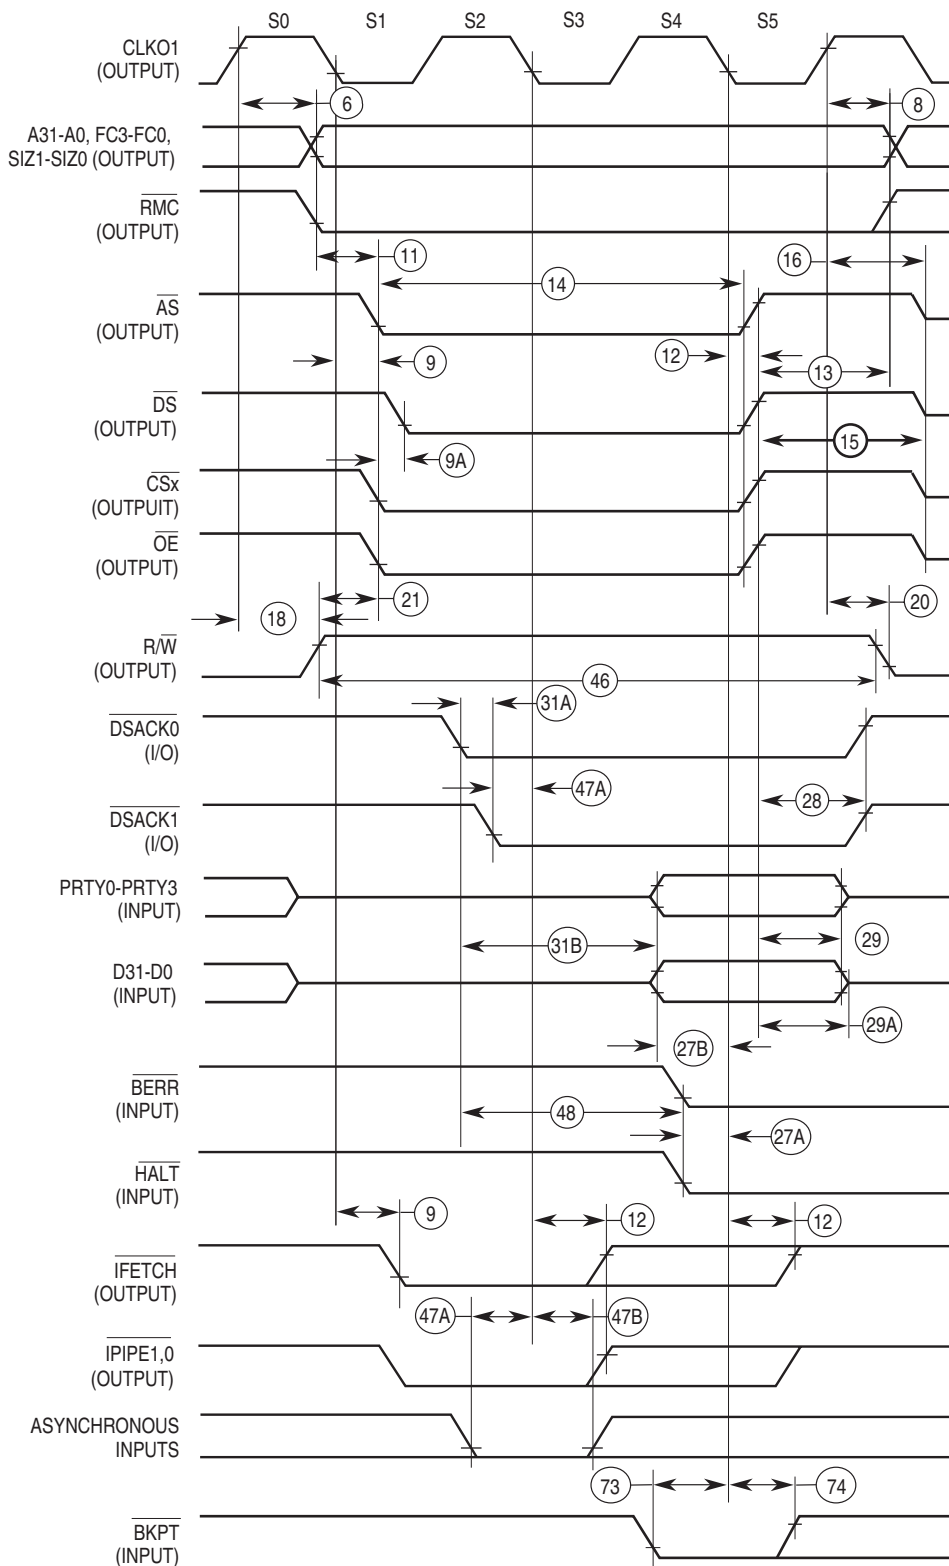 S0 S1 S2 S3 S4 S5
CLKO1
(OUTPUT)
6 8
A31-A0, FC3-FC0,
SIZ1-SIZ0 (OUTPUT)
RMC
(OUTPUT)
11 16
14
AS
(OUTPUT)
9 12 13
DS
(OUTPUT)
9A 15
CSx
(OUTPUIT)
OE
(OUTPUT)
18 21 20
R/W
(OUTPUT)
46
31A
DSACK0
(I/O)
47A 28
DSACK1
(I/O)
PRTY0-PRTY3
(INPUT)
31B 29
D31-D0
(INPUT)
29A
27B
BERR
(INPUT)
48
27A
HALT
(INPUT)
9 12 12
IFETCH
(OUTPUT)
47A 47B
IPIPE1,0
(OUTPUT)
ASYNCHRONOUS
INPUTS
73 74
BKPT
(INPUT)